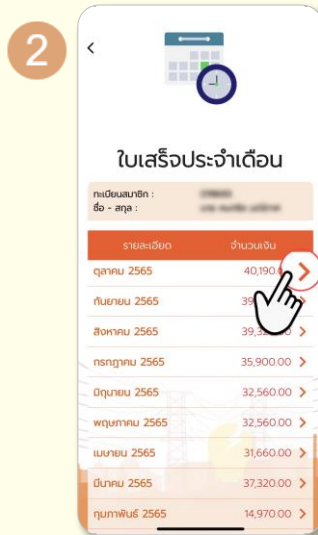 2
ใบเสร็จประจำเดือน
ทะเบียนสมาชิก :
ชื่อ - สกุล :
รายละเอียด จำนวนเงิน
ตุลาคม 2565 40,190.
กันยายน 2565 39
สิงหาคม 2565 39,320.00
กรกฎาคม 2565 35,900.00
มิถุนายน 2565 32,560.00
พฤษภาคม 2565 32,560.00
เมษายน 2565 31,660.00
มีนาคม 2565 37,320.00
กุมภาพันธ์ 2565 14,970.00